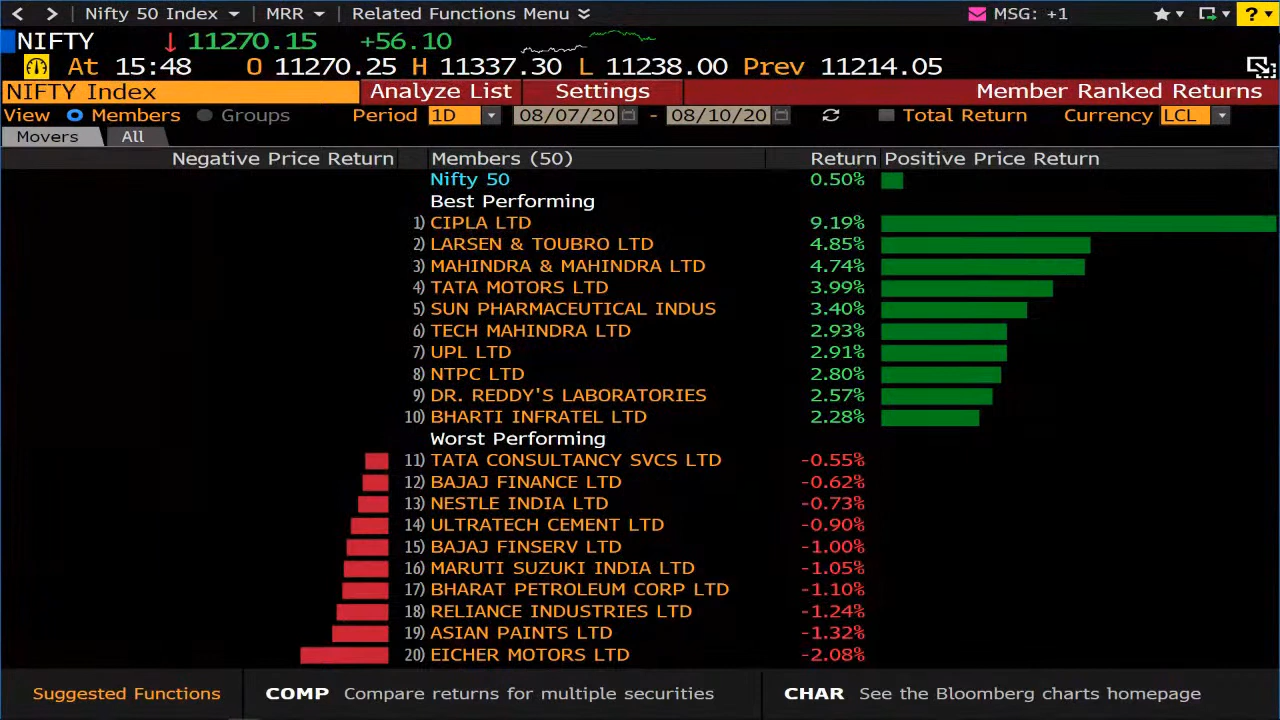 Nifty 50 Index MRR Related Functions Menu MSG: +1 ?
NIFTY 11270.15 +56.10
At 15:48 O 11270.25 H 11337.30 L 11238.00 Prev 11214.05
NIFTY Index Analyze List Settings Member Ranked Returns
View Members Groups Period 1D 08/07/20 - 08/10/20 Total Return Currency LCL
Movers All
Negative Price Return Members (50) Return Positive Price Return
Nifty 50 0.50%
Best Performing
1) CIPLA LTD 9.19%
2) LARSEN & TOUBRO LTD 4.85%
3) MAHINDRA & MAHINDRA LTD 4.74%
4) TATA MOTORS LTD 3.99%
5) SUN PHARMACEUTICAL INDUS 3.40%
6) TECH MAHINDRA LTD 2.93%
7) UPL LTD 2.91%
8) NTPC LTD 2.80%
9) DR. REDDY'S LABORATORIES 2.57%
10) BHARTI INFRATEL LTD 2.28%
Worst Performing
11) TATA CONSULTANCY SVCS LTD -0.55%
12) BAJAJ FINANCE LTD -0.62%
13) NESTLE INDIA LTD -0.73%
14) ULTRATECH CEMENT LTD -0.90%
15) BAJAJ FINSERV LTD -1.00%
16) MARUTI SUZUKI INDIA LTD -1.05%
17) BHARAT PETROLEUM CORP LTD -1.10%
18) RELIANCE INDUSTRIES LTD -1.24%
19) ASIAN PAINTS LTD -1.32%
20) EICHER MOTORS LTD -2.08%
Suggested Functions COMP Compare returns for multiple securities CHAR See the Bloomberg charts homepage